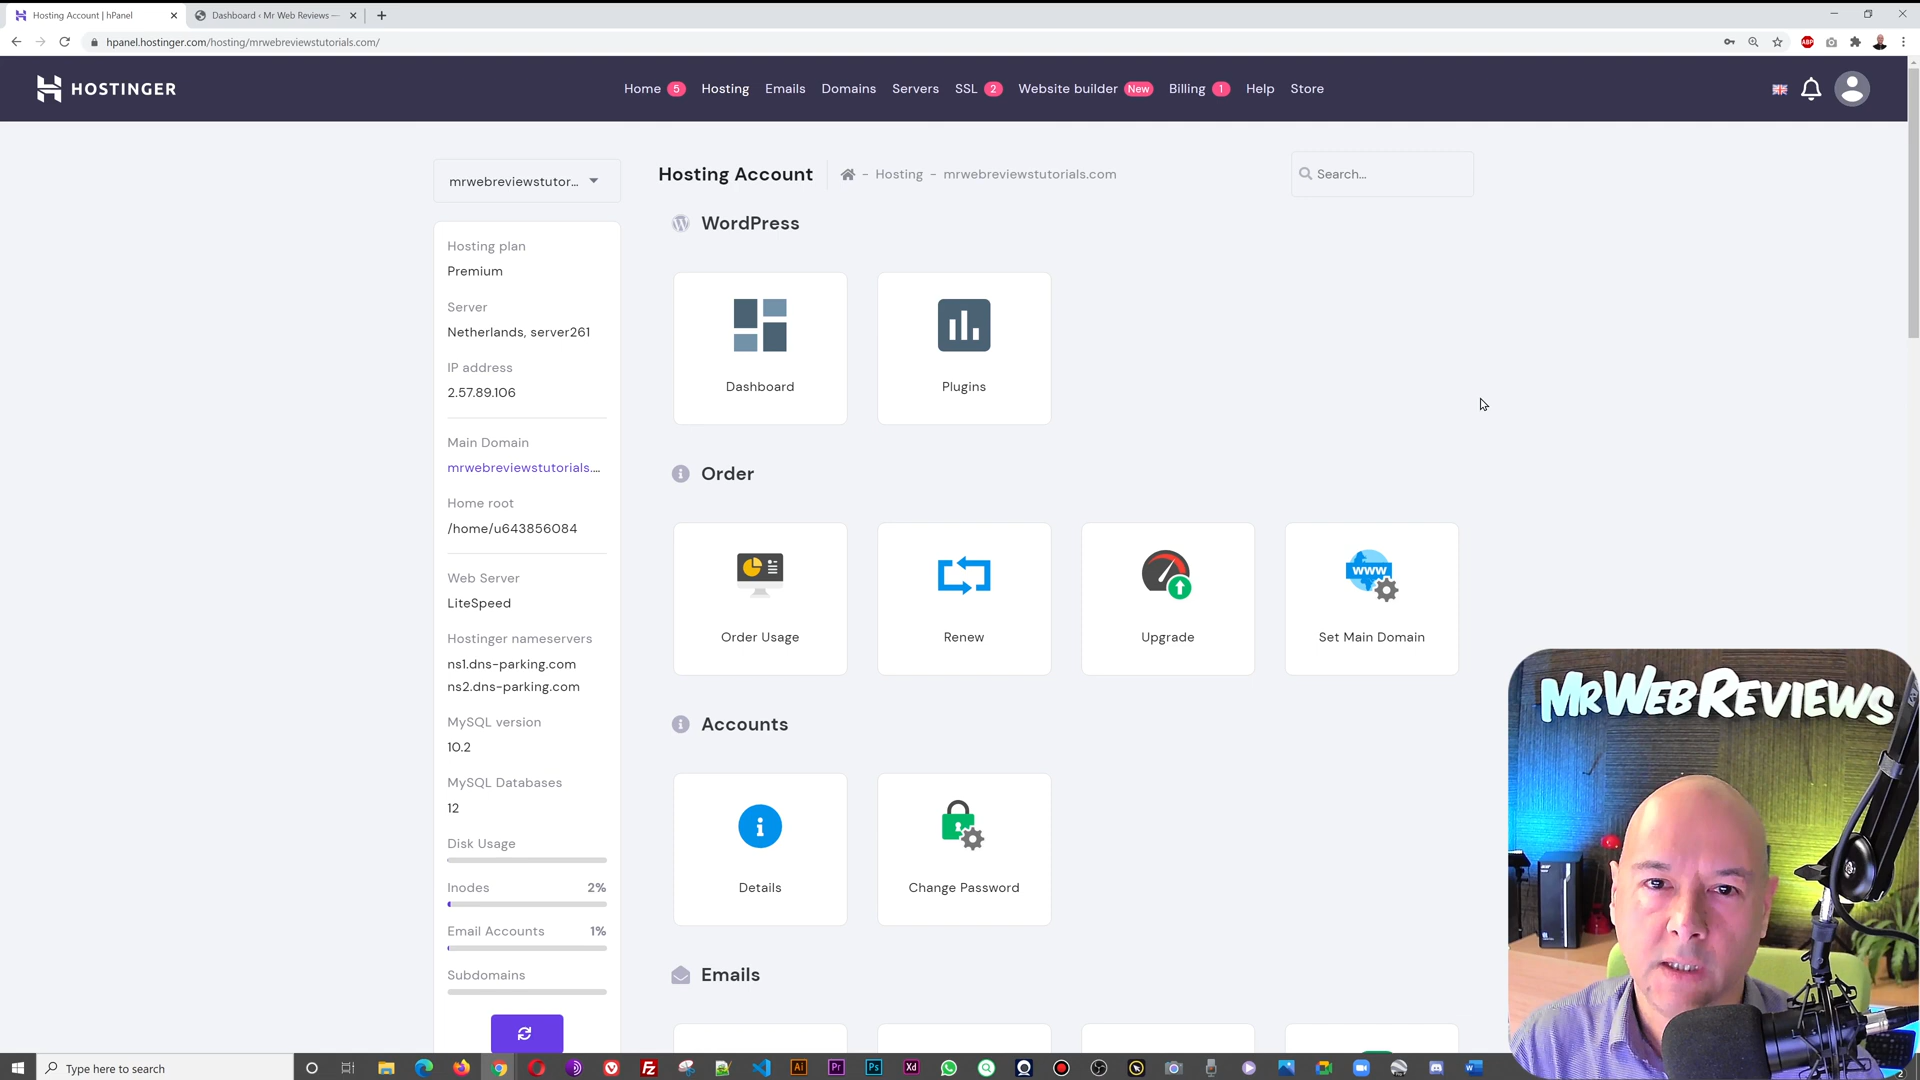 Hosting Account | hPanel
Dashboard ‹ Mr Web Reviews —
hpanel.hostinger.com/hosting/mrwebreviewstutorials.com/
ABP
HOSTINGER
Home 5
Hosting
Emails
Domains
Servers
SSL 2
Website builder New
Billing 1
Help
Store
mrwebreviewstutor...
Hosting Account
- Hosting - mrwebreviewstutorials.com
Search...
Hosting plan
Premium
Server
Netherlands, server261
IP address
2.57.89.106
Main Domain
mrwebreviewstutorials....
Home root
/home/u643856084
Web Server
LiteSpeed
Hostinger nameservers
ns1.dns-parking.com
ns2.dns-parking.com
MySQL version
10.2
MySQL Databases
12
Disk Usage
Inodes 2%
Email Accounts 1%
Subdomains
WordPress
Dashboard
Plugins
Order
Order Usage
Renew
Upgrade
WWW
Set Main Domain
Accounts
Details
Change Password
Emails
MrWebReviews
Type here to search
Ai
Pr
Ps
Xd